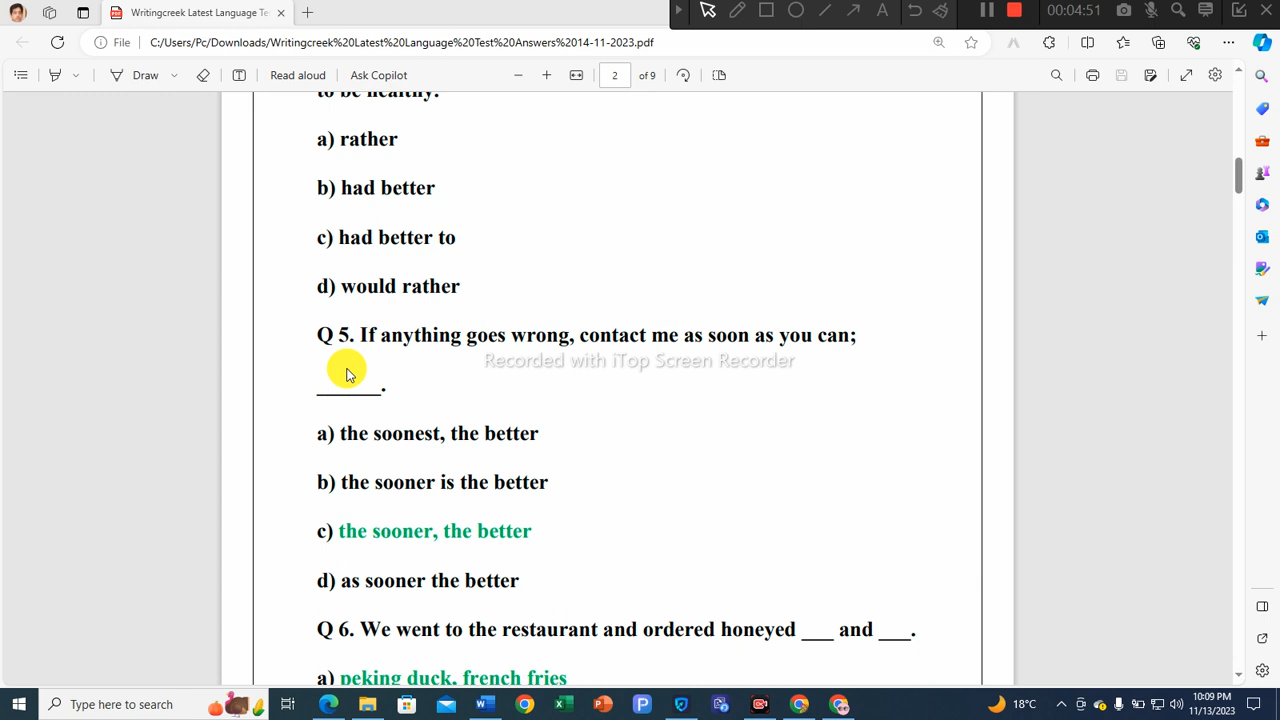 Writingcreek Latest Language Te
00:04:51
File
C:/Users/Pc/Downloads/Writingcreek%20Latest%20Language%20Test%20Answers%2014-11-2023.pdf
Draw
Read aloud
Ask Copilot
2
of 9
to be healthy.
a) rather
b) had better
c) had better to
d) would rather
Q 5. If anything goes wrong, contact me as soon as you can;
Recorded with iTop Screen Recorder
______.
a) the soonest, the better
b) the sooner is the better
c) the sooner, the better
d) as sooner the better
Q 6. We went to the restaurant and ordered honeyed ___ and ___.
a) peking duck, french fries
Type here to search
18°C
10:09 PM
11/13/2023